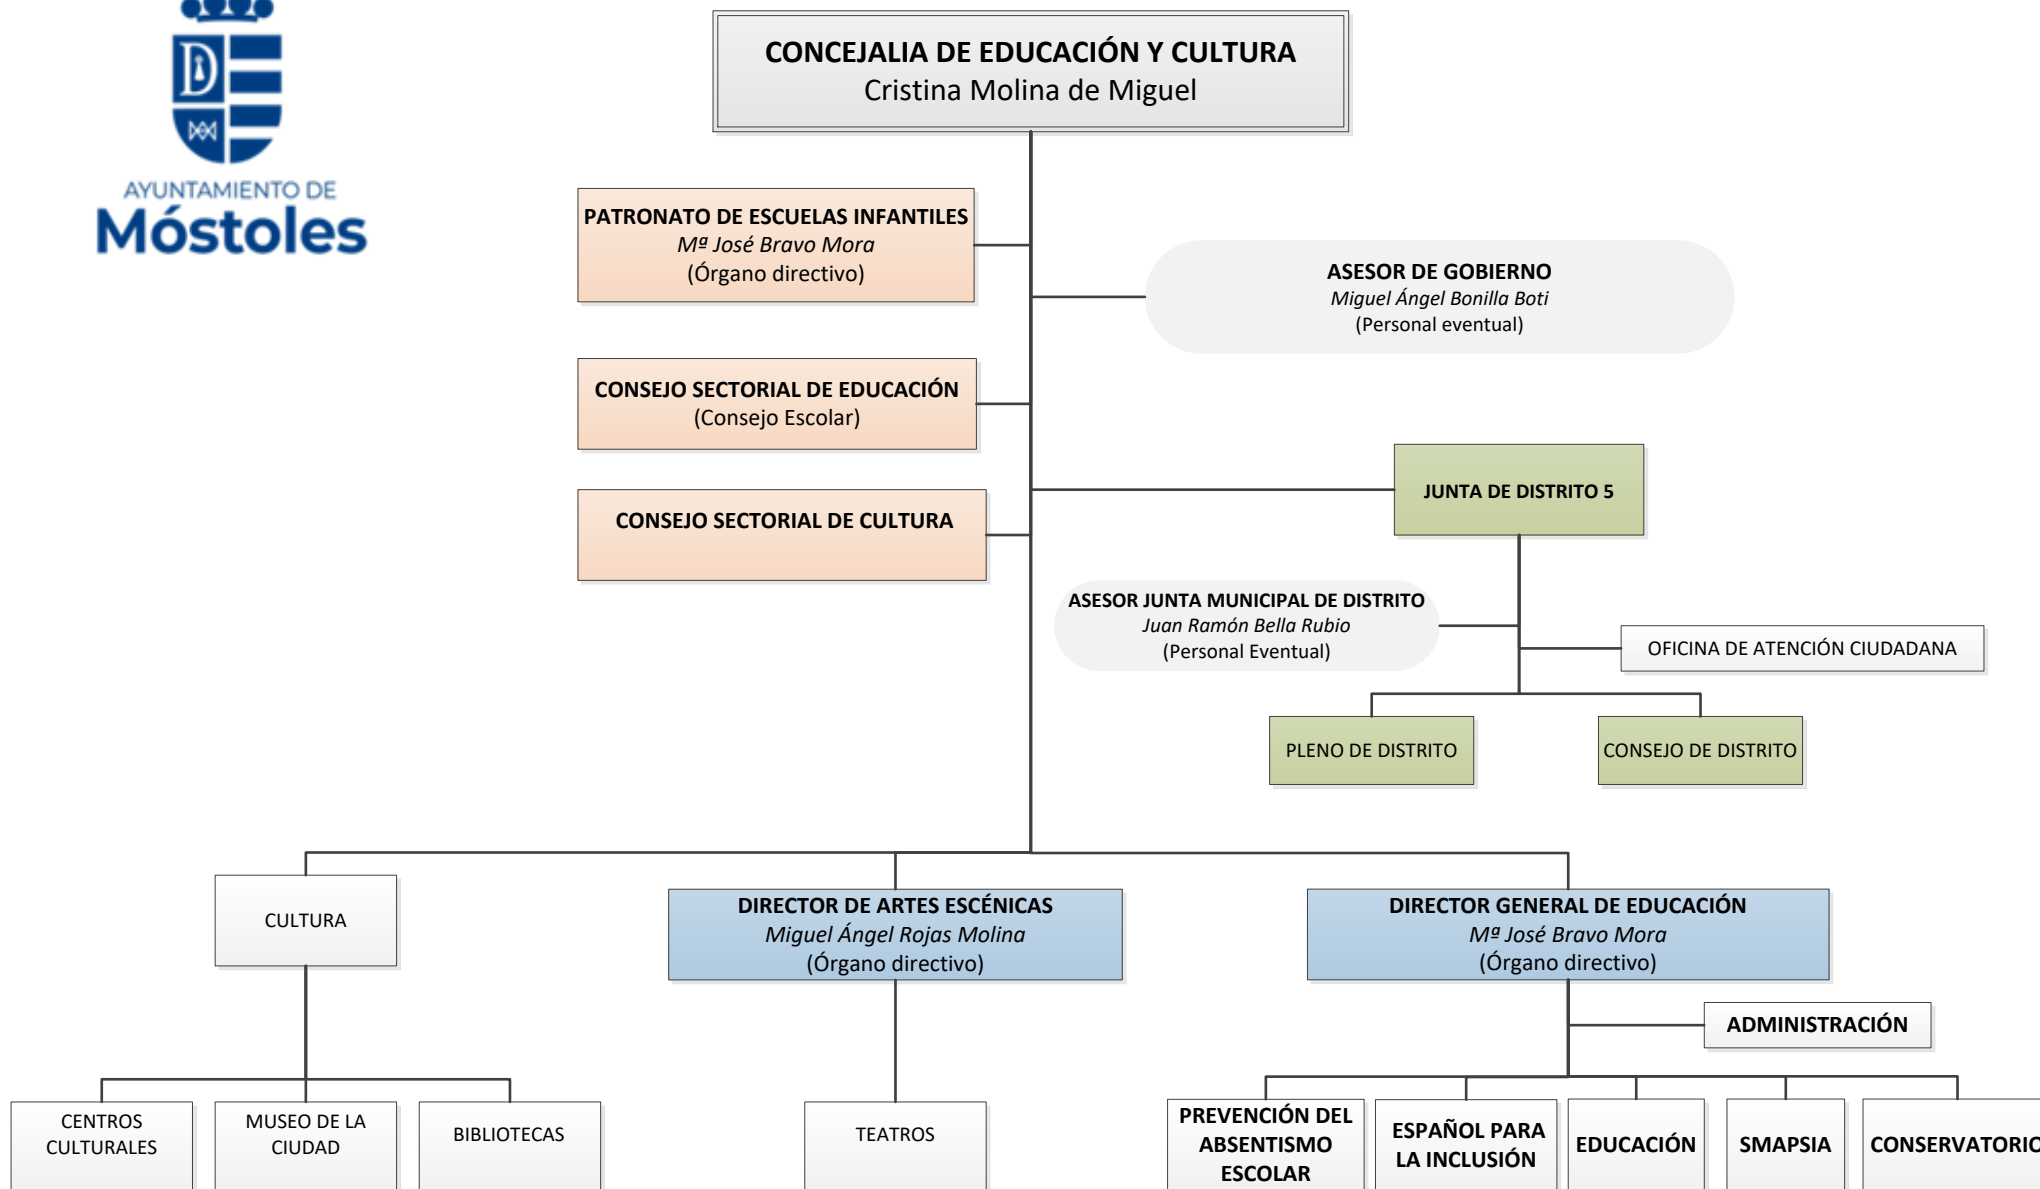 AYUNTAMIENTO DE
Móstoles
CONCEJALIA DE EDUCACIÓN Y CULTURA
Cristina Molina de Miguel
PATRONATO DE ESCUELAS INFANTILES
Mª José Bravo Mora
(Órgano directivo)
ASESOR DE GOBIERNO
Miguel Ángel Bonilla Boti
(Personal eventual)
CONSEJO SECTORIAL DE EDUCACIÓN
(Consejo Escolar)
JUNTA DE DISTRITO 5
CONSEJO SECTORIAL DE CULTURA
ASESOR JUNTA MUNICIPAL DE DISTRITO
Juan Ramón Bella Rubio
(Personal Eventual)
OFICINA DE ATENCIÓN CIUDADANA
PLENO DE DISTRITO
CONSEJO DE DISTRITO
CULTURA
DIRECTOR DE ARTES ESCÉNICAS
Miguel Ángel Rojas Molina
(Órgano directivo)
DIRECTOR GENERAL DE EDUCACIÓN
Mª José Bravo Mora
(Órgano directivo)
ADMINISTRACIÓN
CENTROS
CULTURALES
MUSEO DE LA
CIUDAD
BIBLIOTECAS
TEATROS
PREVENCIÓN DEL
ABSENTISMO
ESCOLAR
ESPAÑOL PARA
LA INCLUSIÓN
EDUCACIÓN
SMAPSIA
CONSERVATORIO